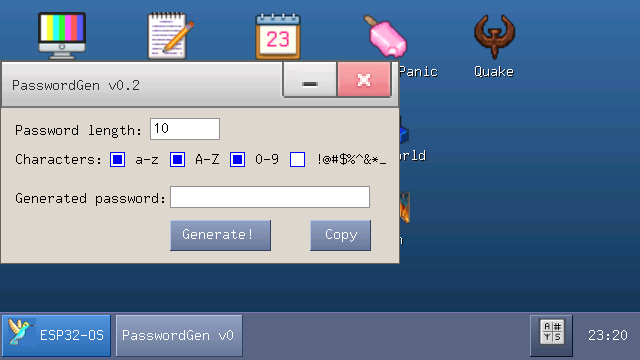 23
Panic
Quake
PasswordGen v0.2
Password length: 10
Characters: a-z A-Z 0-9 !@#$%^&*_
Generated password:
Generate! Copy
ESP32-OS PasswordGen v0 A# TS 23:20